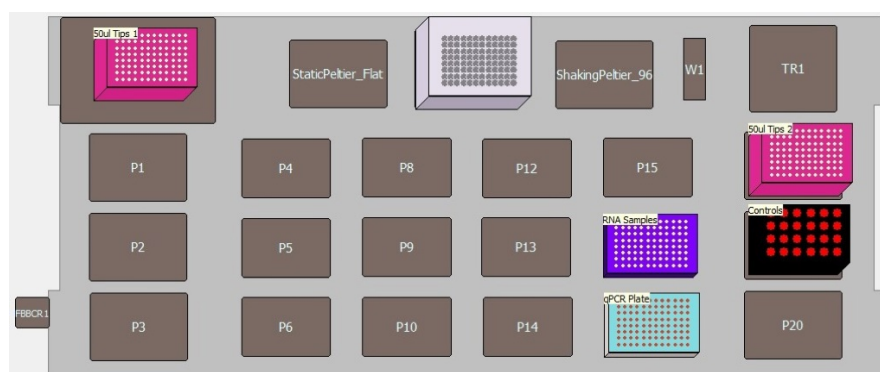 50ul Tips 1
StaticPeltier_Flat
ShakingPeltier_96
W1
TR1
P1
P4
P8
P12
P15
50ul Tips 2
P2
P5
P9
P13
RNA Samples
Controls
FBBCR1
P3
P6
P10
P14
qPCR Plate
P20